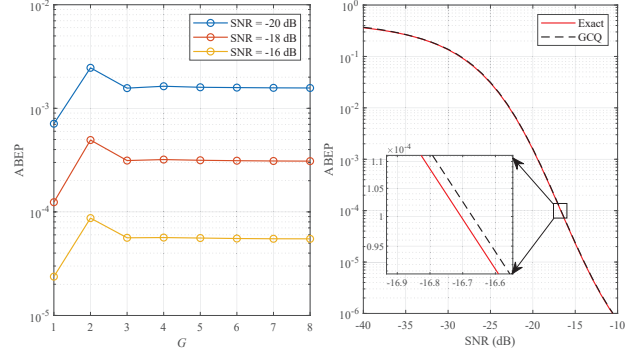 10^-2
SNR = -20 dB
SNR = -18 dB
SNR = -16 dB
10^-3
ABEP
10^-4
10^-5
1 2 3 4 5 6 7 8
G
10^0
Exact
GCQ
10^-1
10^-2
10^-3
ABEP
×10^-4
1.1
1.05
1
0.95
-16.9 -16.8 -16.7 -16.6
10^-4
10^-5
10^-6
-40 -35 -30 -25 -20 -15 -10
SNR (dB)